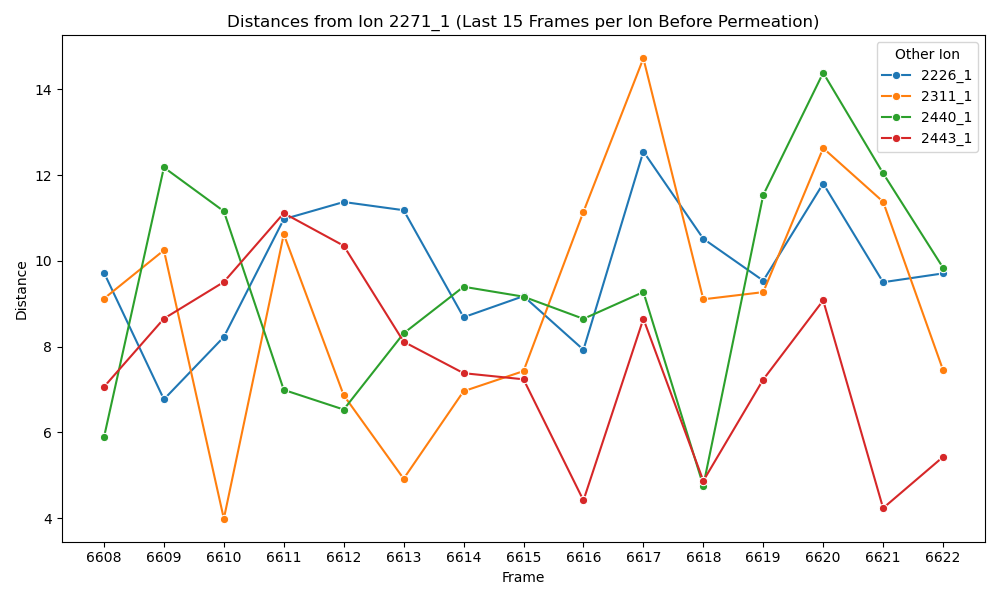 Distances from Ion 2271_1 (Last 15 Frames per Ion Before Permeation)
Other Ion
2226_1
2311_1
2440_1
2443_1
Distance
14
12
10
8
6
4
6608 6609 6610 6611 6612 6613 6614 6615 6616 6617 6618 6619 6620 6621 6622
Frame